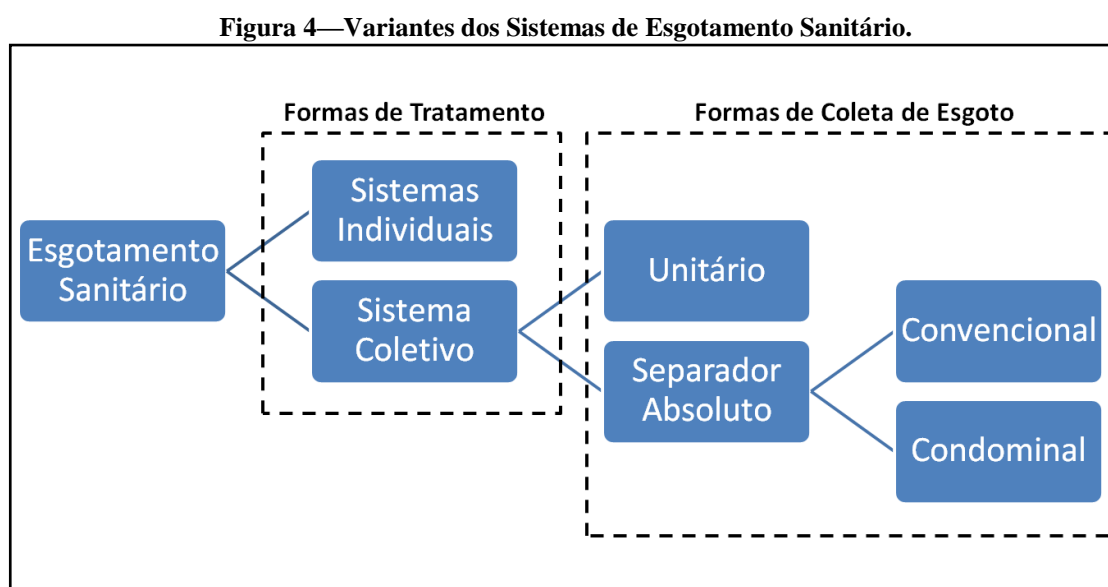 Figura 4—Variantes dos Sistemas de Esgotamento Sanitário.
Formas de Tratamento
Formas de Coleta de Esgoto
Esgotamento
Sanitário
Sistemas
Individuais
Sistema
Coletivo
Unitário
Separador
Absoluto
Convencional
Condominal